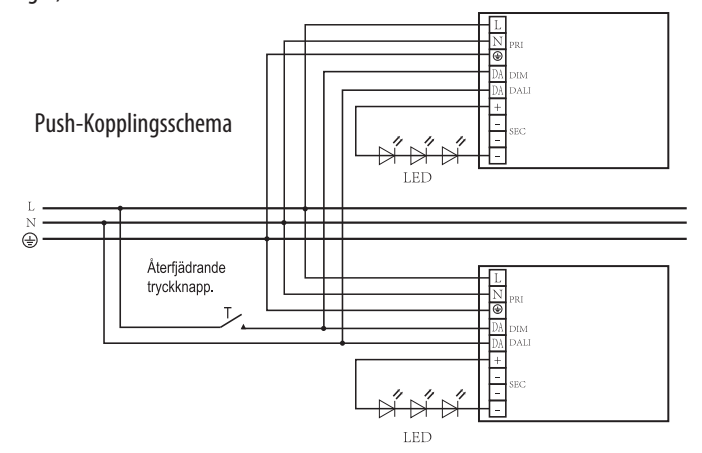 L
N
PRI
DA DIM
DA DALI
+
-
SEC
-
-
LED
Push-Kopplingsschema
L
N
Återfjädrande
tryckknapp.
T
L
N
PRI
DA DIM
DA DALI
+
-
SEC
-
-
LED